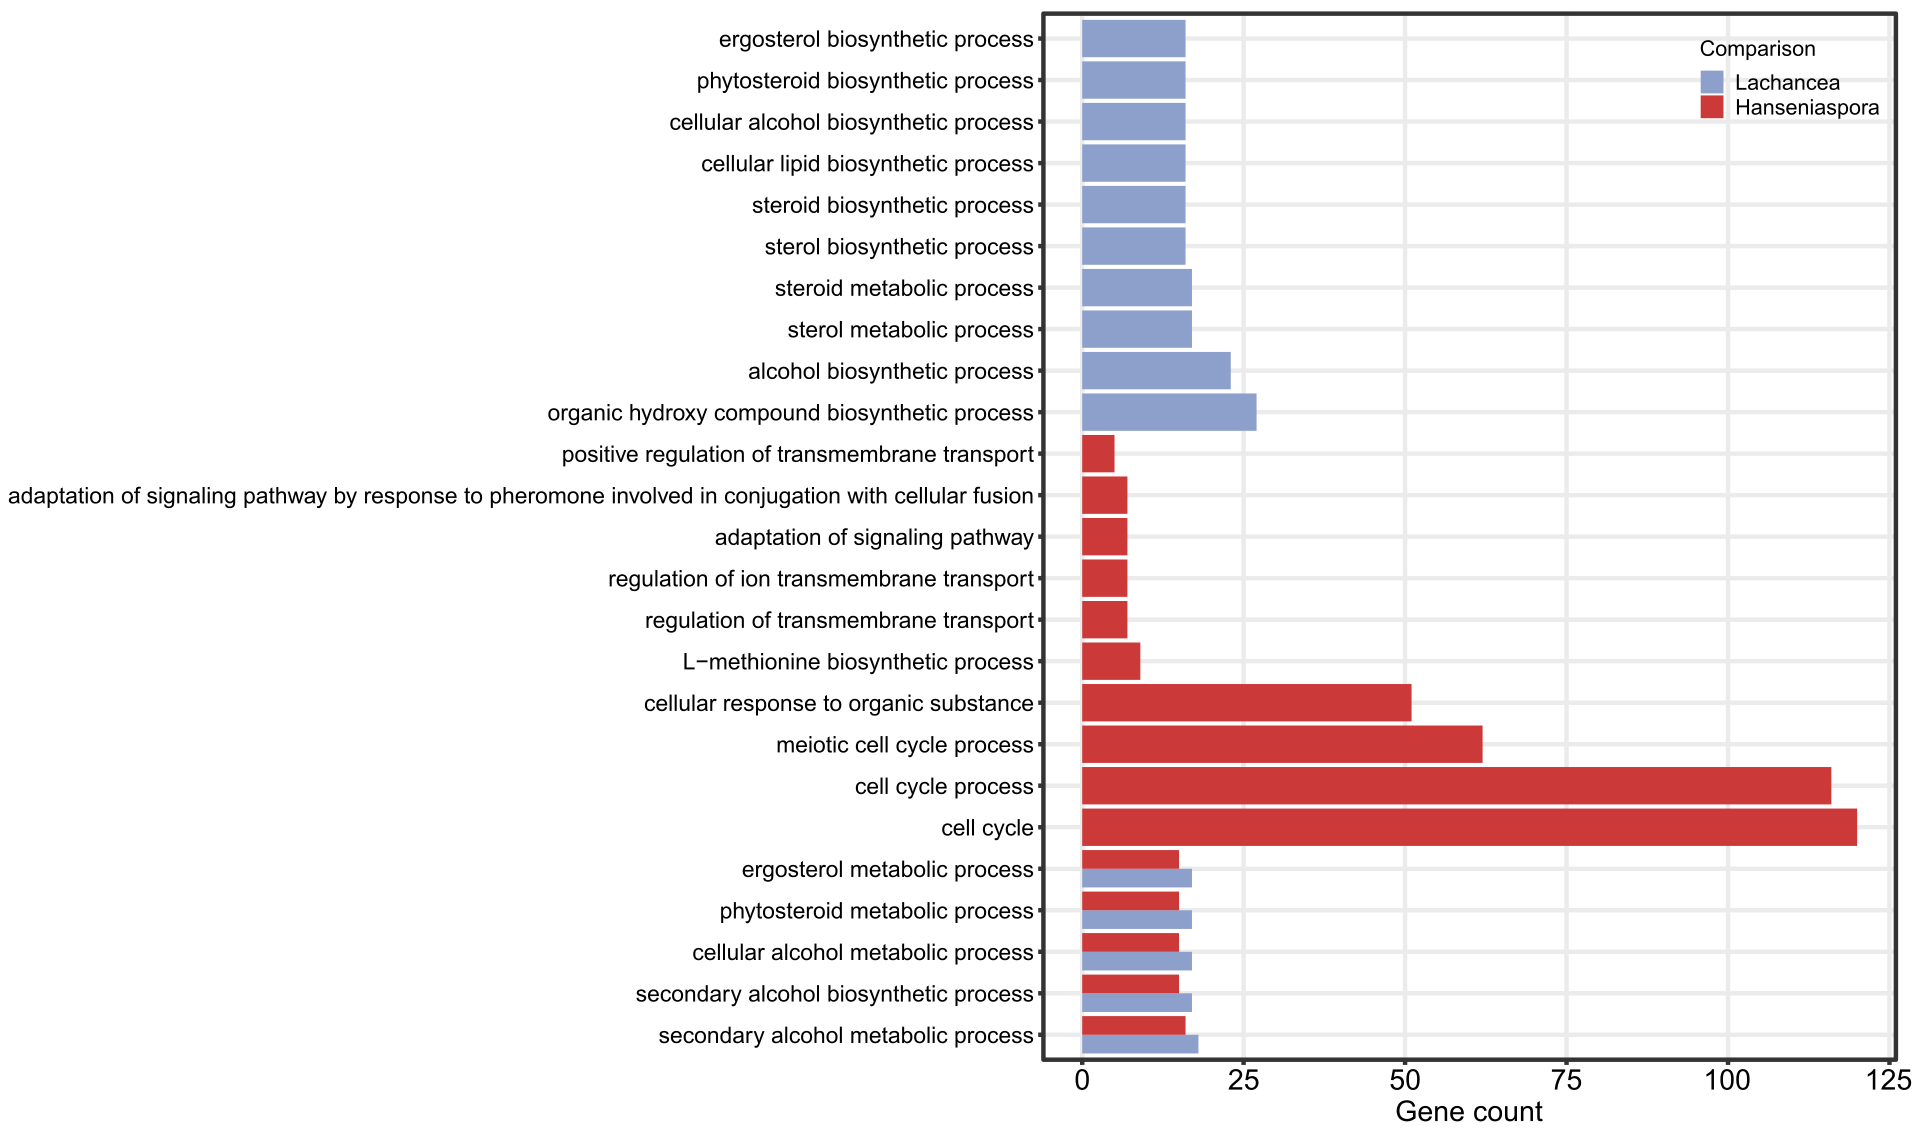 ergosterol biosynthetic process
phytosteroid biosynthetic process
cellular alcohol biosynthetic process
cellular lipid biosynthetic process
steroid biosynthetic process
sterol biosynthetic process
steroid metabolic process
sterol metabolic process
alcohol biosynthetic process
organic hydroxy compound biosynthetic process
positive regulation of transmembrane transport
adaptation of signaling pathway by response to pheromone involved in conjugation with cellular fusion
adaptation of signaling pathway
regulation of ion transmembrane transport
regulation of transmembrane transport
L−methionine biosynthetic process
cellular response to organic substance
meiotic cell cycle process
cell cycle process
cell cycle
ergosterol metabolic process
phytosteroid metabolic process
cellular alcohol metabolic process
secondary alcohol biosynthetic process
secondary alcohol metabolic process
Comparison
Lachancea
Hanseniaspora
0 25 50 75 100 125
Gene count